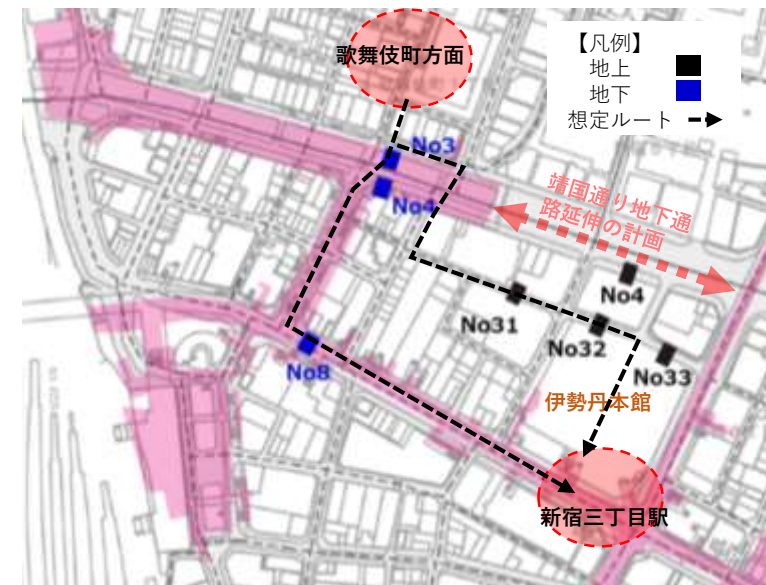 歌舞伎町方面
【凡例】
地上
地下
想定ルート
No3
No4
靖国通り地下通
路延伸の計画
No4
No31
No32
No33
No8
伊勢丹本館
新宿三丁目駅